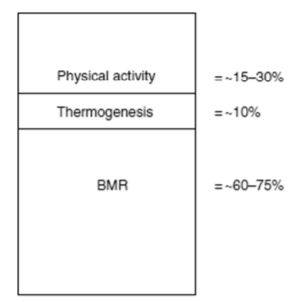 Physical activity = ~15–30%
Thermogenesis = ~10%
BMR = ~60–75%